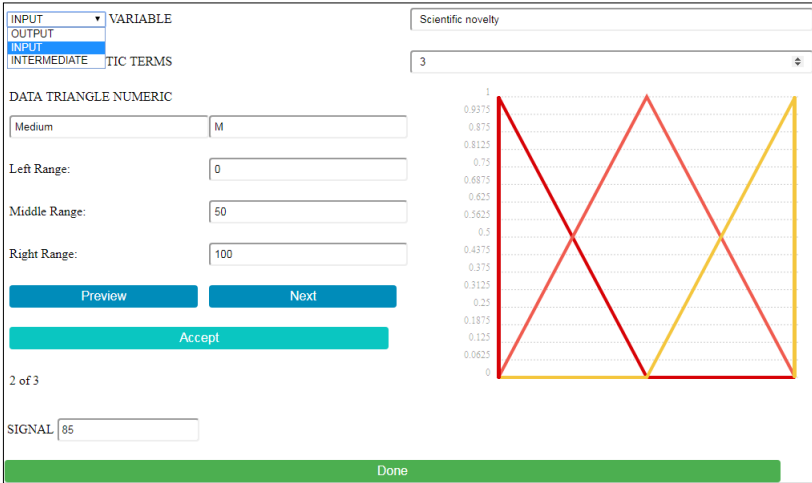 INPUT VARIABLE Scientific novelty
OUTPUT
INPUT
INTERMEDIATE TIC TERMS 3
DATA TRIANGLE NUMERIC
Medium M
Left Range: 0
Middle Range: 50
Right Range: 100
Preview Next
Accept
2 of 3
SIGNAL 85
1
0.9375
0.875
0.8125
0.75
0.6875
0.625
0.5625
0.5
0.4375
0.375
0.3125
0.25
0.1875
0.125
0.0625
0
Done